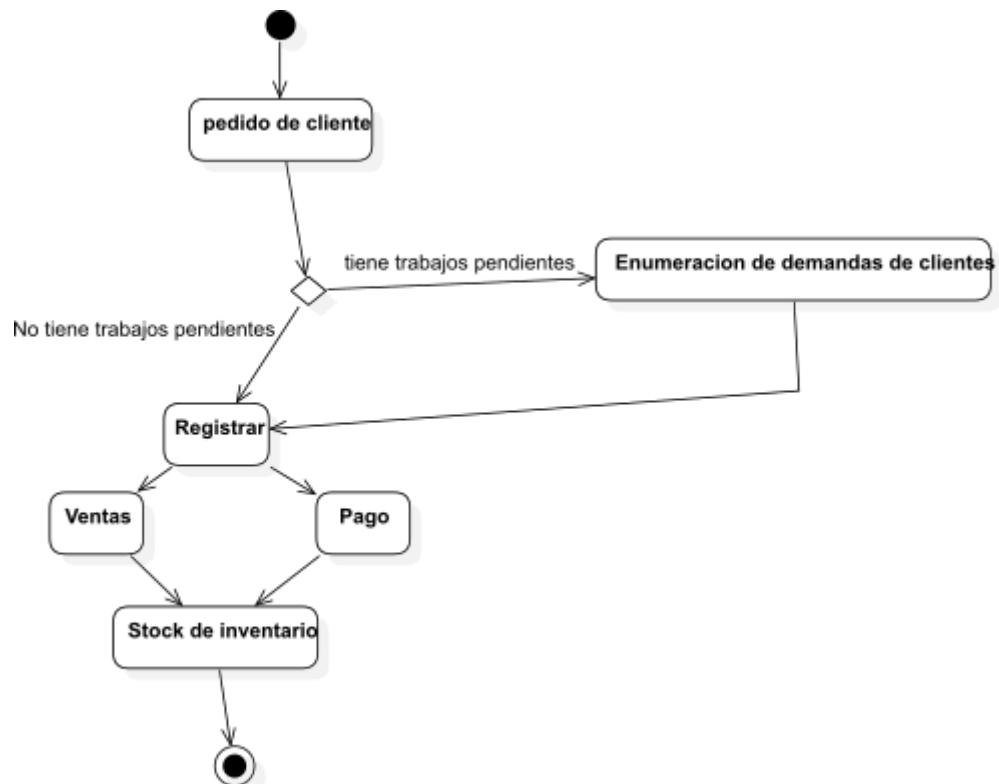 pedido de cliente
tiene trabajos pendientes
Enumeracion de demandas de clientes
No tiene trabajos pendientes
Registrar
Ventas
Pago
Stock de inventario